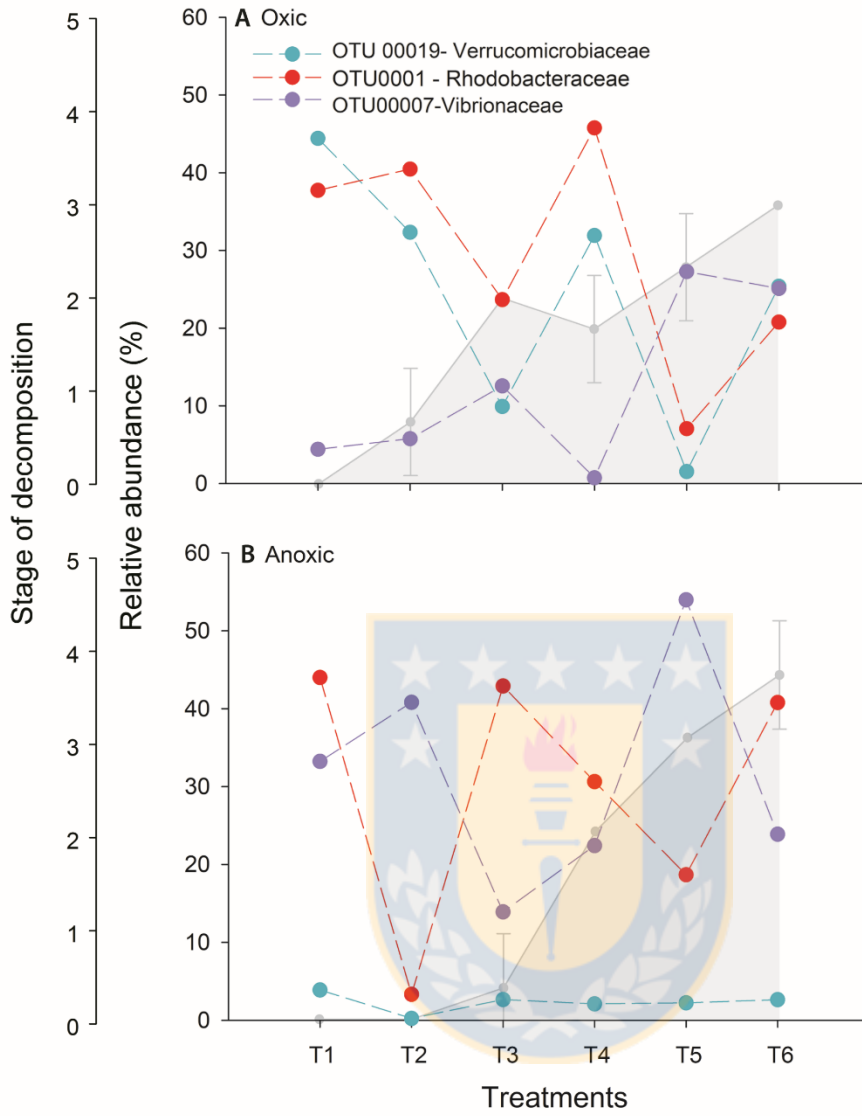 A Oxic
OTU 00019- Verrucomicrobiaceae
OTU0001 - Rhodobacteraceae
OTU00007-Vibrionaceae
5
4
3
2
1
0
60
50
40
30
20
10
0
Stage of decomposition
Relative abundance (%)
B Anoxic
5
4
3
2
1
0
60
50
40
30
20
10
0
T1 T2 T3 T4 T5 T6
Treatments